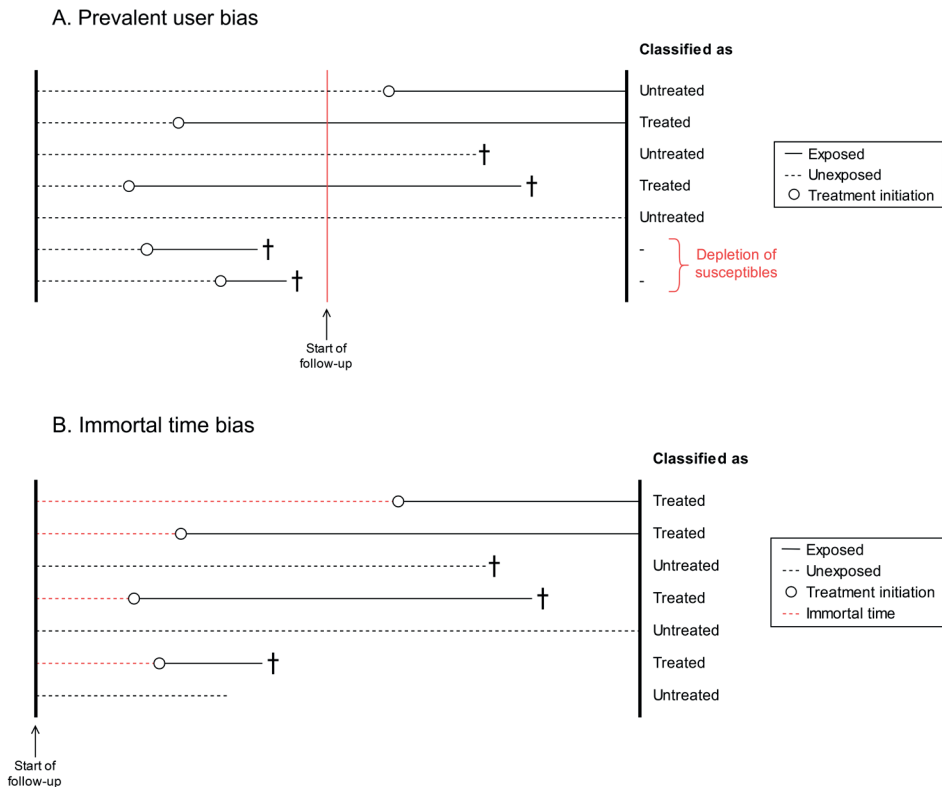 A. Prevalent user bias
Classified as
Untreated
Treated
Untreated
Treated
Untreated
-
-
Depletion of
susceptibles
Exposed
Unexposed
Treatment initiation
Start of
follow-up
B. Immortal time bias
Classified as
Treated
Treated
Untreated
Treated
Untreated
Treated
Untreated
Exposed
Unexposed
Treatment initiation
Immortal time
Start of
follow-up